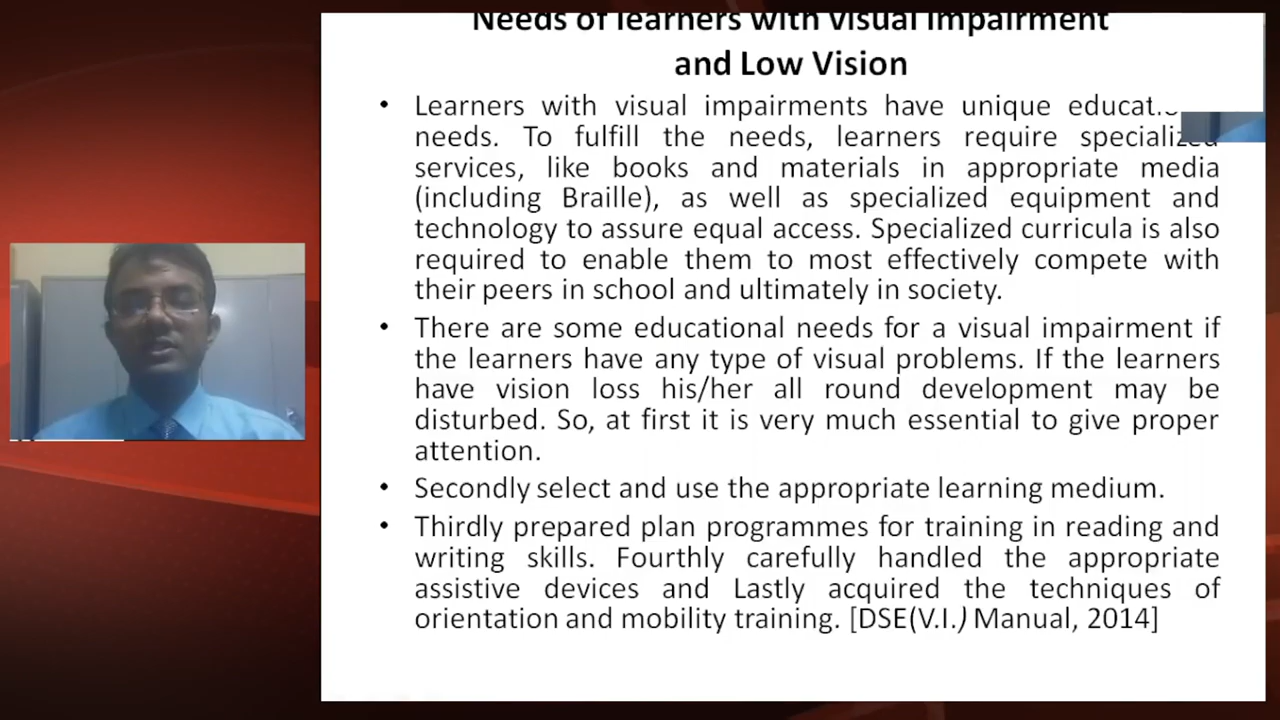 Needs of learners with visual impairment
and Low Vision
• Learners with visual impairments have unique
needs. To fulfill the needs, learners require specialized
services, like books and materials in appropriate media
(including Braille), as well as specialized equipment and
technology to assure equal access. Specialized curricula is also
required to enable them to most effectively compete with
their peers in school and ultimately in society.
• There are some educational needs for a visual impairment if
the learners have any type of visual problems. If the learners
have vision loss his/her all round development may be
disturbed. So, at first it is very much essential to give proper
attention.
• Secondly select and use the appropriate learning medium.
• Thirdly prepared plan programmes for training in reading and
writing skills. Fourthly carefully handled the appropriate
assistive devices and Lastly acquired the techniques of
orientation and mobility training. [DSE(V.I.) Manual, 2014]